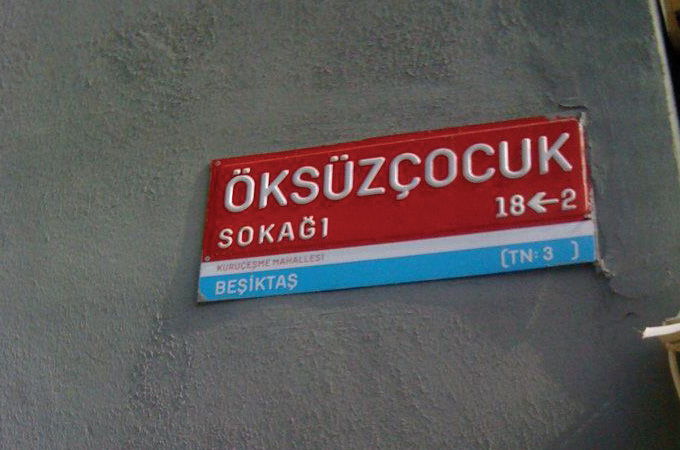 ÖKSÜZÇOCUK
SOKAĞI 18←2
KURUÇEŞME MAHALLESİ
BEŞİKTAŞ (TN: 3 )